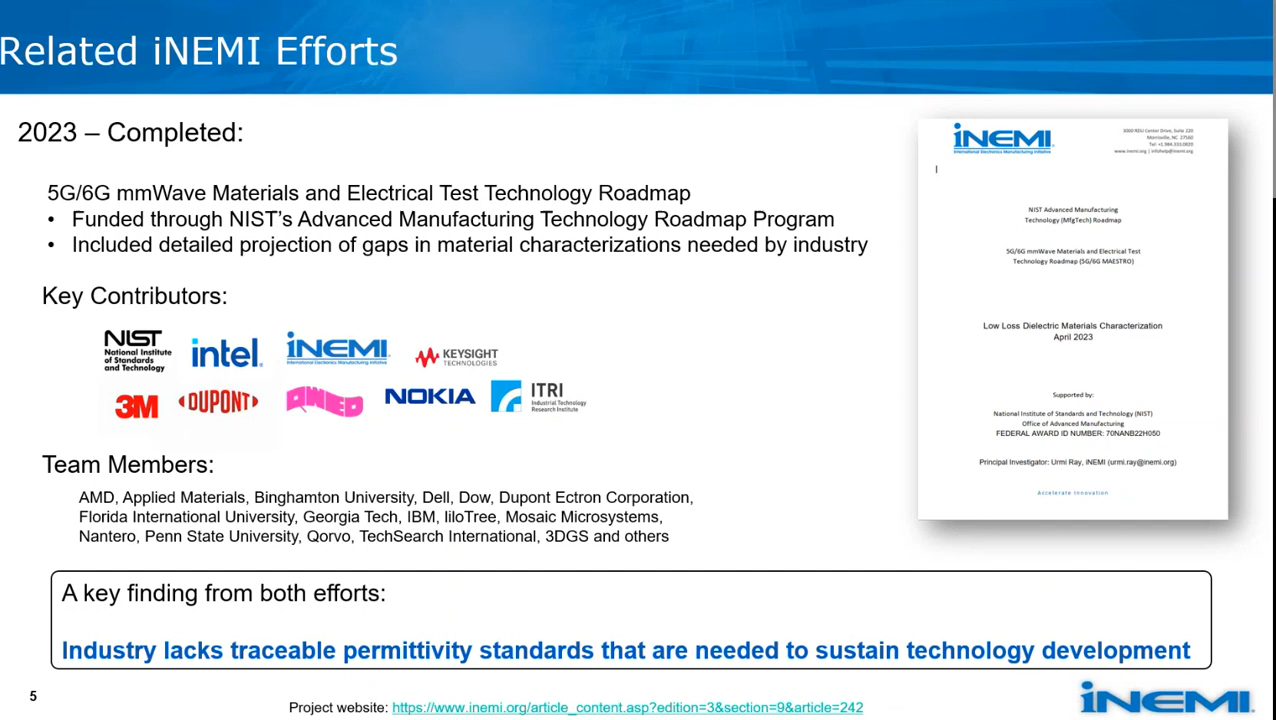 Related iNEMI Efforts
2023 – Completed:
5G/6G mmWave Materials and Electrical Test Technology Roadmap
• Funded through NIST's Advanced Manufacturing Technology Roadmap Program
• Included detailed projection of gaps in material characterizations needed by industry
Key Contributors:
NIST
National Institute
of Standards
and Technology
intel.
iNEMI
International Electronics Manufacturing Initiative
KEYSIGHT
TECHNOLOGIES
3M
DUPONT
QWED
NOKIA
ITRI
Industrial Technology
Research Institute
Team Members:
AMD, Applied Materials, Binghamton University, Dell, Dow, Dupont Ectron Corporation,
Florida International University, Georgia Tech, IBM, IiloTree, Mosaic Microsystems,
Nantero, Penn State University, Qorvo, TechSearch International, 3DGS and others
iNEMI
International Electronics Manufacturing Initiative
5000 RDU Center Drive, Suite 220
Morrisville, NC 27560
Tel: +1.984.333.0820
www.inemi.org | infohelp@inemi.org
NIST Advanced Manufacturing
Technology (MfgTech) Roadmap
5G/6G mmWave Materials and Electrical Test
Technology Roadmap (5G/6G MAESTRO)
Low Loss Dielectric Materials Characterization
April 2023
Supported by:
National Institute of Standards and Technology (NIST)
Office of Advanced Manufacturing
FEDERAL AWARD ID NUMBER: 70NANB22H050
Principal Investigator: Urmi Ray, iNEMI (urmi.ray@inemi.org)
Accelerate Innovation
A key finding from both efforts:
Industry lacks traceable permittivity standards that are needed to sustain technology development
5
Project website: https://www.inemi.org/article_content.asp?edition=3&section=9&article=242
iNEMI